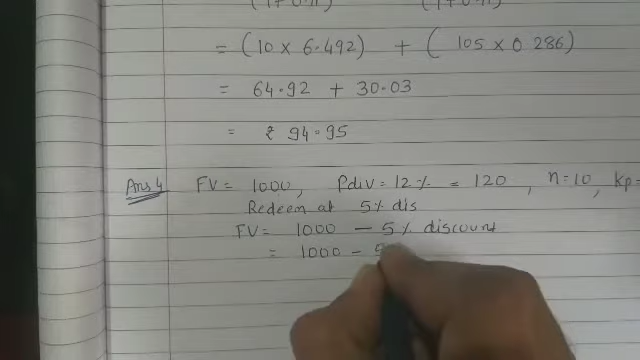 = (10 × 6.492) + ( 105 × 0 286)
= 64.92 + 30.03
= ₹ 94.95
Ans 4 FV = 1000, Pdiv = 12% = 120, n=10, kp=
Redeem at 5% dis
FV = 1000 - 5% discount
= 1000 - 5